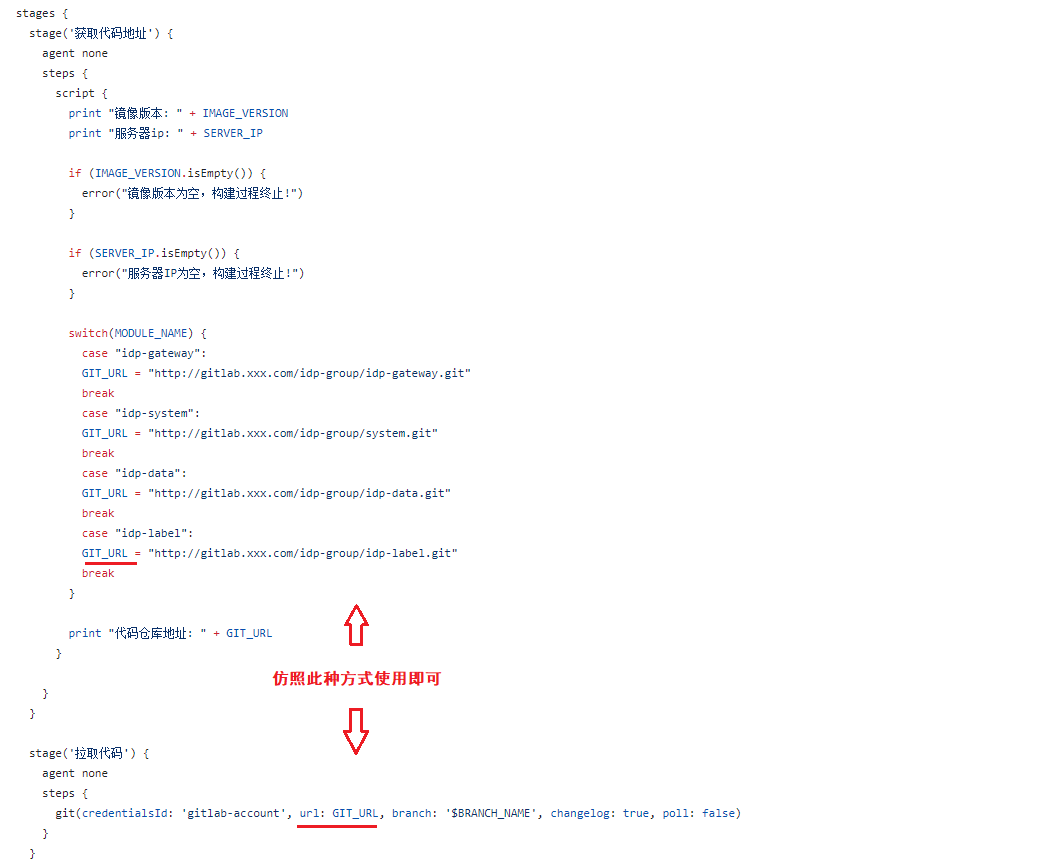 stages {
stage('获取代码地址') {
agent none
steps {
script {
print "镜像版本: " + IMAGE_VERSION
print "服务器ip: " + SERVER_IP
if (IMAGE_VERSION.isEmpty()) {
error("镜像版本为空，构建过程终止!")
}
if (SERVER_IP.isEmpty()) {
error("服务器IP为空，构建过程终止!")
}
switch(MODULE_NAME) {
case "idp-gateway":
GIT_URL = "http://gitlab.xxx.com/idp-group/idp-gateway.git"
break
case "idp-system":
GIT_URL = "http://gitlab.xxx.com/idp-group/system.git"
break
case "idp-data":
GIT_URL = "http://gitlab.xxx.com/idp-group/idp-data.git"
break
case "idp-label":
GIT_URL = "http://gitlab.xxx.com/idp-group/idp-label.git"
break
}
print "代码仓库地址: " + GIT_URL
}
仿照此种方式使用即可
}
}
stage('拉取代码') {
agent none
steps {
git(credentialsId: 'gitlab-account', url: GIT_URL, branch: '$BRANCH_NAME', changelog: true, poll: false)
}
}